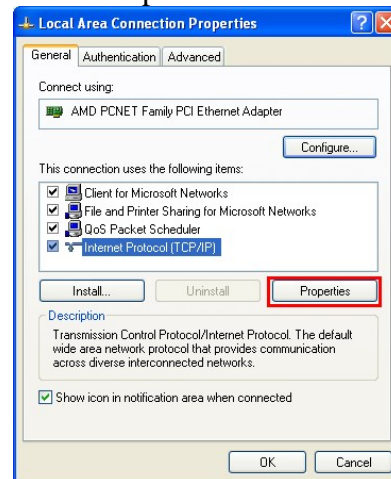 Local Area Connection Properties
General Authentication Advanced
Connect using:
AMD PCNET Family PCI Ethernet Adapter
Configure...
This connection uses the following items:
Client for Microsoft Networks
File and Printer Sharing for Microsoft Networks
QoS Packet Scheduler
Internet Protocol (TCP/IP)
Install... Uninstall Properties
Description
Transmission Control Protocol/Internet Protocol. The default
wide area network protocol that provides communication
across diverse interconnected networks.
Show icon in notification area when connected
OK Cancel